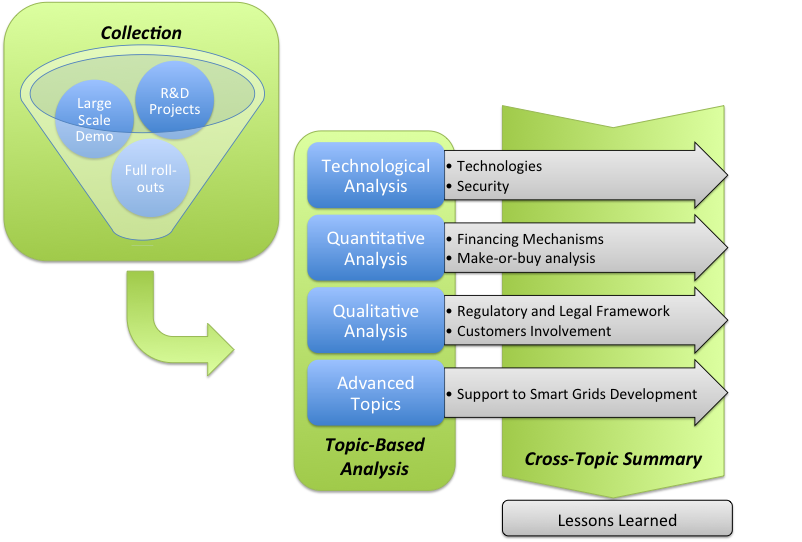 Collection
R&D
Projects
Large
Scale
Demo
Full roll-
outs
Technological
Analysis
• Technologies
• Security
Quantitative
Analysis
• Financing Mechanisms
• Make-or-buy analysis
Qualitative
Analysis
• Regulatory and Legal Framework
• Customers Involvement
Advanced
Topics
• Support to Smart Grids Development
Topic-Based
Analysis
Cross-Topic Summary
Lessons Learned